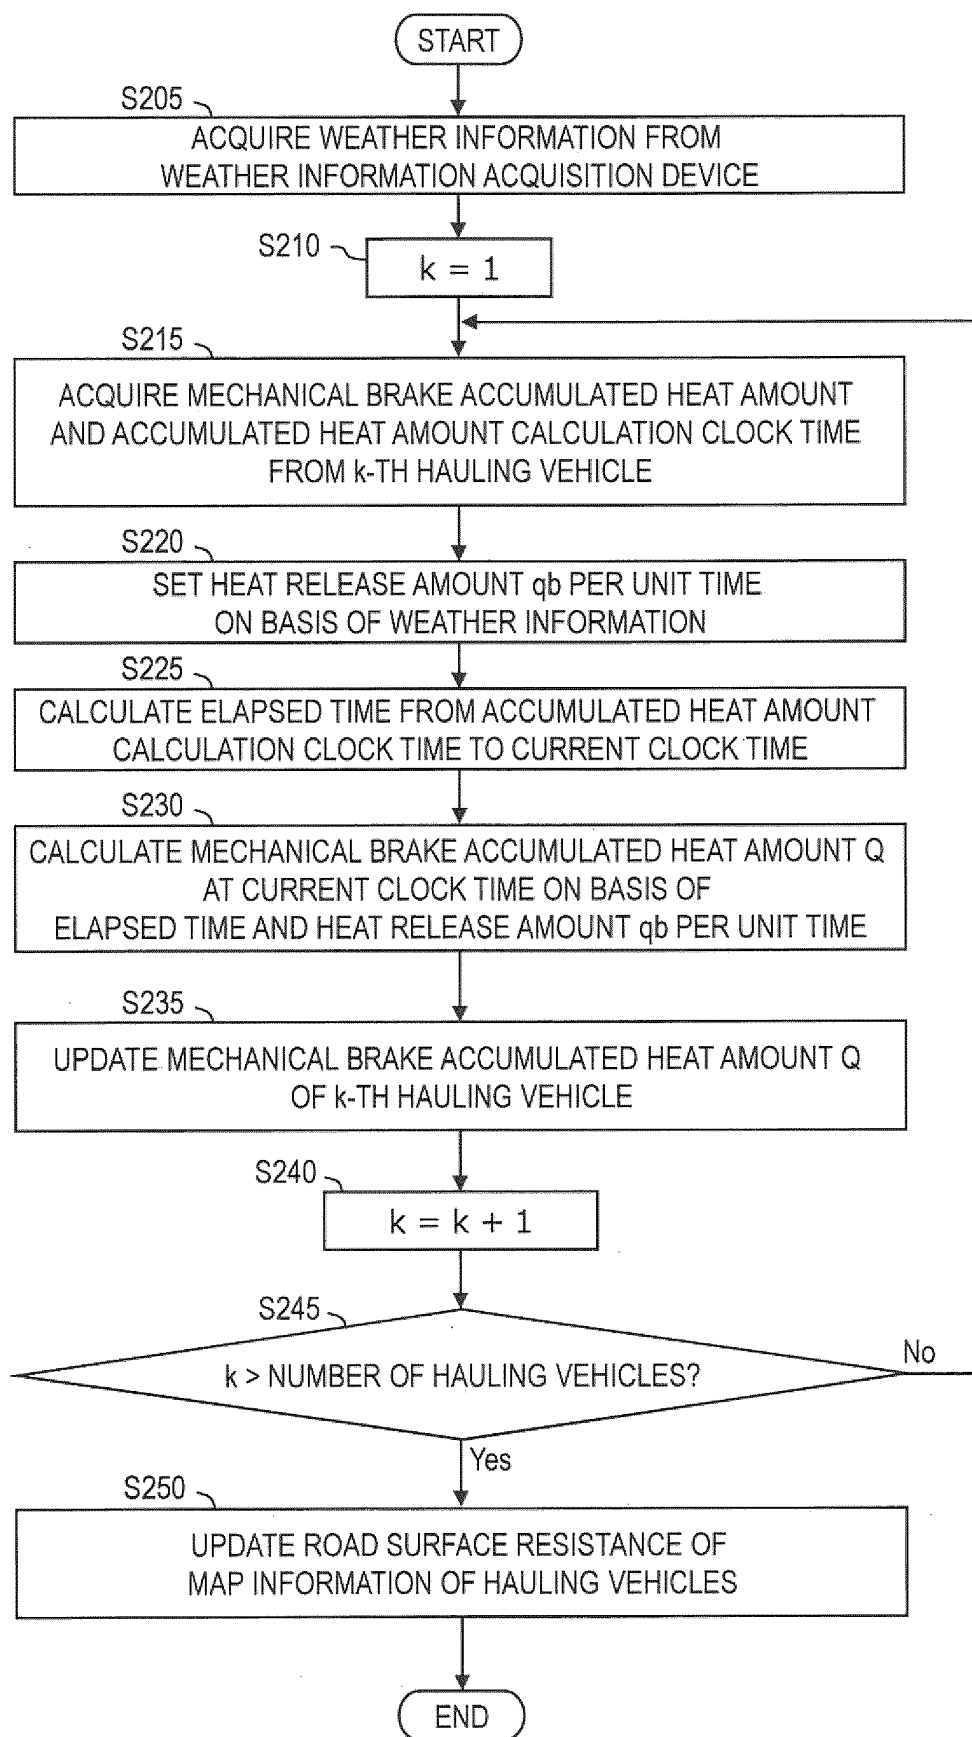 START
S205
ACQUIRE WEATHER INFORMATION FROM
WEATHER INFORMATION ACQUISITION DEVICE
S210
k = 1
S215
ACQUIRE MECHANICAL BRAKE ACCUMULATED HEAT AMOUNT
AND ACCUMULATED HEAT AMOUNT CALCULATION CLOCK TIME
FROM k-TH HAULING VEHICLE
S220
SET HEAT RELEASE AMOUNT qb PER UNIT TIME
ON BASIS OF WEATHER INFORMATION
S225
CALCULATE ELAPSED TIME FROM ACCUMULATED HEAT AMOUNT
CALCULATION CLOCK TIME TO CURRENT CLOCK TIME
S230
CALCULATE MECHANICAL BRAKE ACCUMULATED HEAT AMOUNT Q
AT CURRENT CLOCK TIME ON BASIS OF
ELAPSED TIME AND HEAT RELEASE AMOUNT qb PER UNIT TIME
S235
UPDATE MECHANICAL BRAKE ACCUMULATED HEAT AMOUNT Q
OF k-TH HAULING VEHICLE
S240
k = k + 1
S245
k > NUMBER OF HAULING VEHICLES?
No
Yes
S250
UPDATE ROAD SURFACE RESISTANCE OF
MAP INFORMATION OF HAULING VEHICLES
END